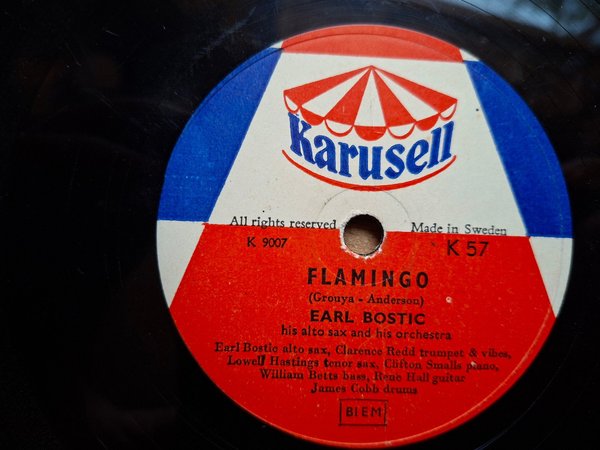 Karusell
All rights reserved
Made in Sweden
K 9007
K 57
FLAMINGO
(Grouya - Anderson)
EARL BOSTIC
his alto sax and his orchestra
Earl Bostic alto sax, Clarence Redd trumpet & vibes,
Lowell Hastings tenor sax, Clifton Smalls piano,
William Betts bass, Rene Hall guitar
James Cobb drums
BIEM